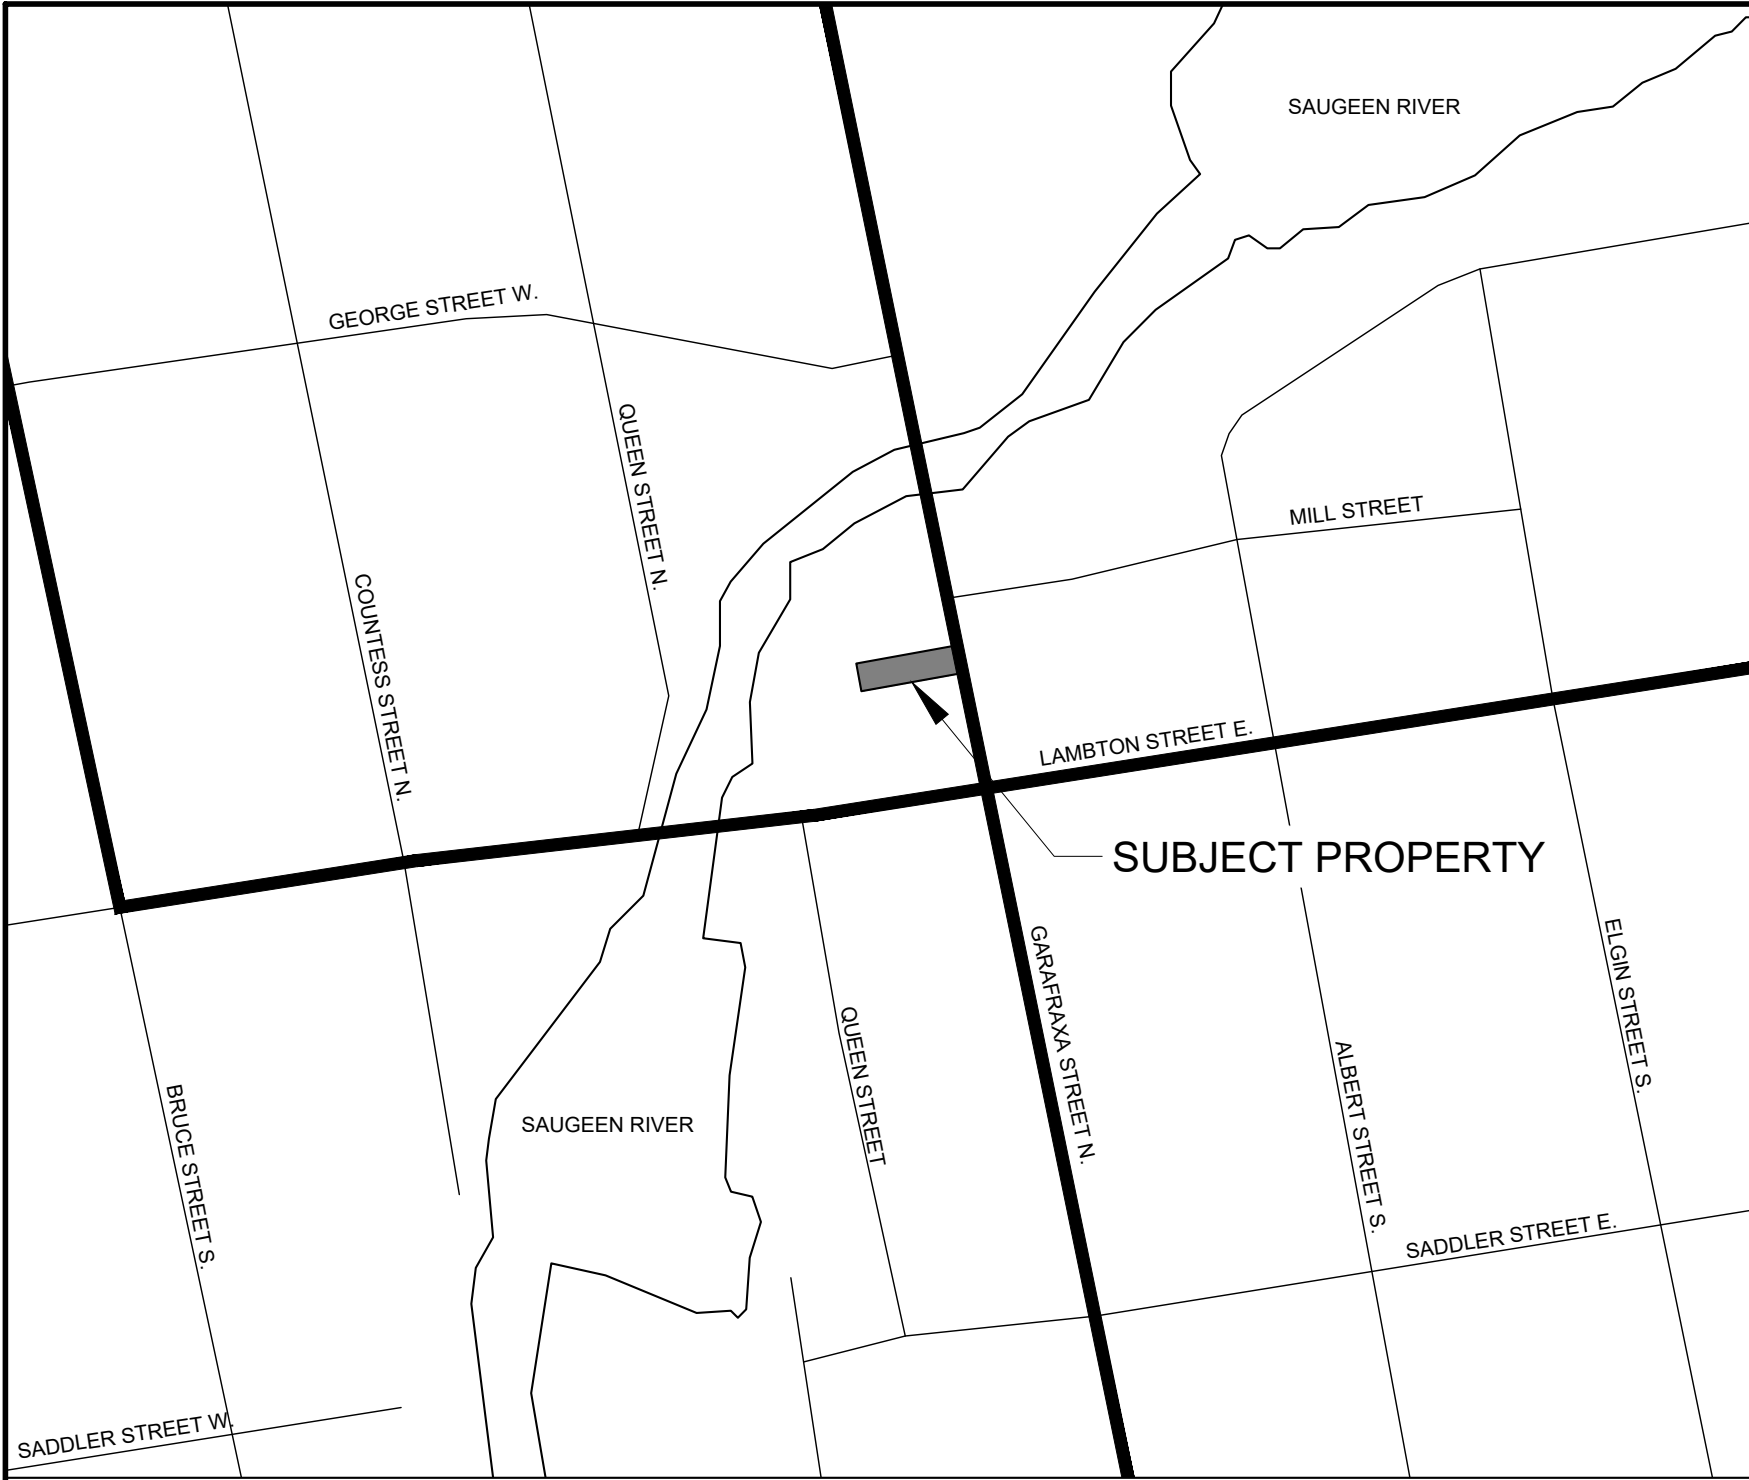 SAUGEEN RIVER
GEORGE STREET W.
QUEEN STREET N.
MILL STREET
COUNTESS STREET N.
LAMBTON STREET E.
SUBJECT PROPERTY
GARAFRAXA STREET N.
ELGIN STREET S.
QUEEN STREET
ALBERT STREET S.
BRUCE STREET S.
SAUGEEN RIVER
SADDLER STREET E.
SADDLER STREET W.